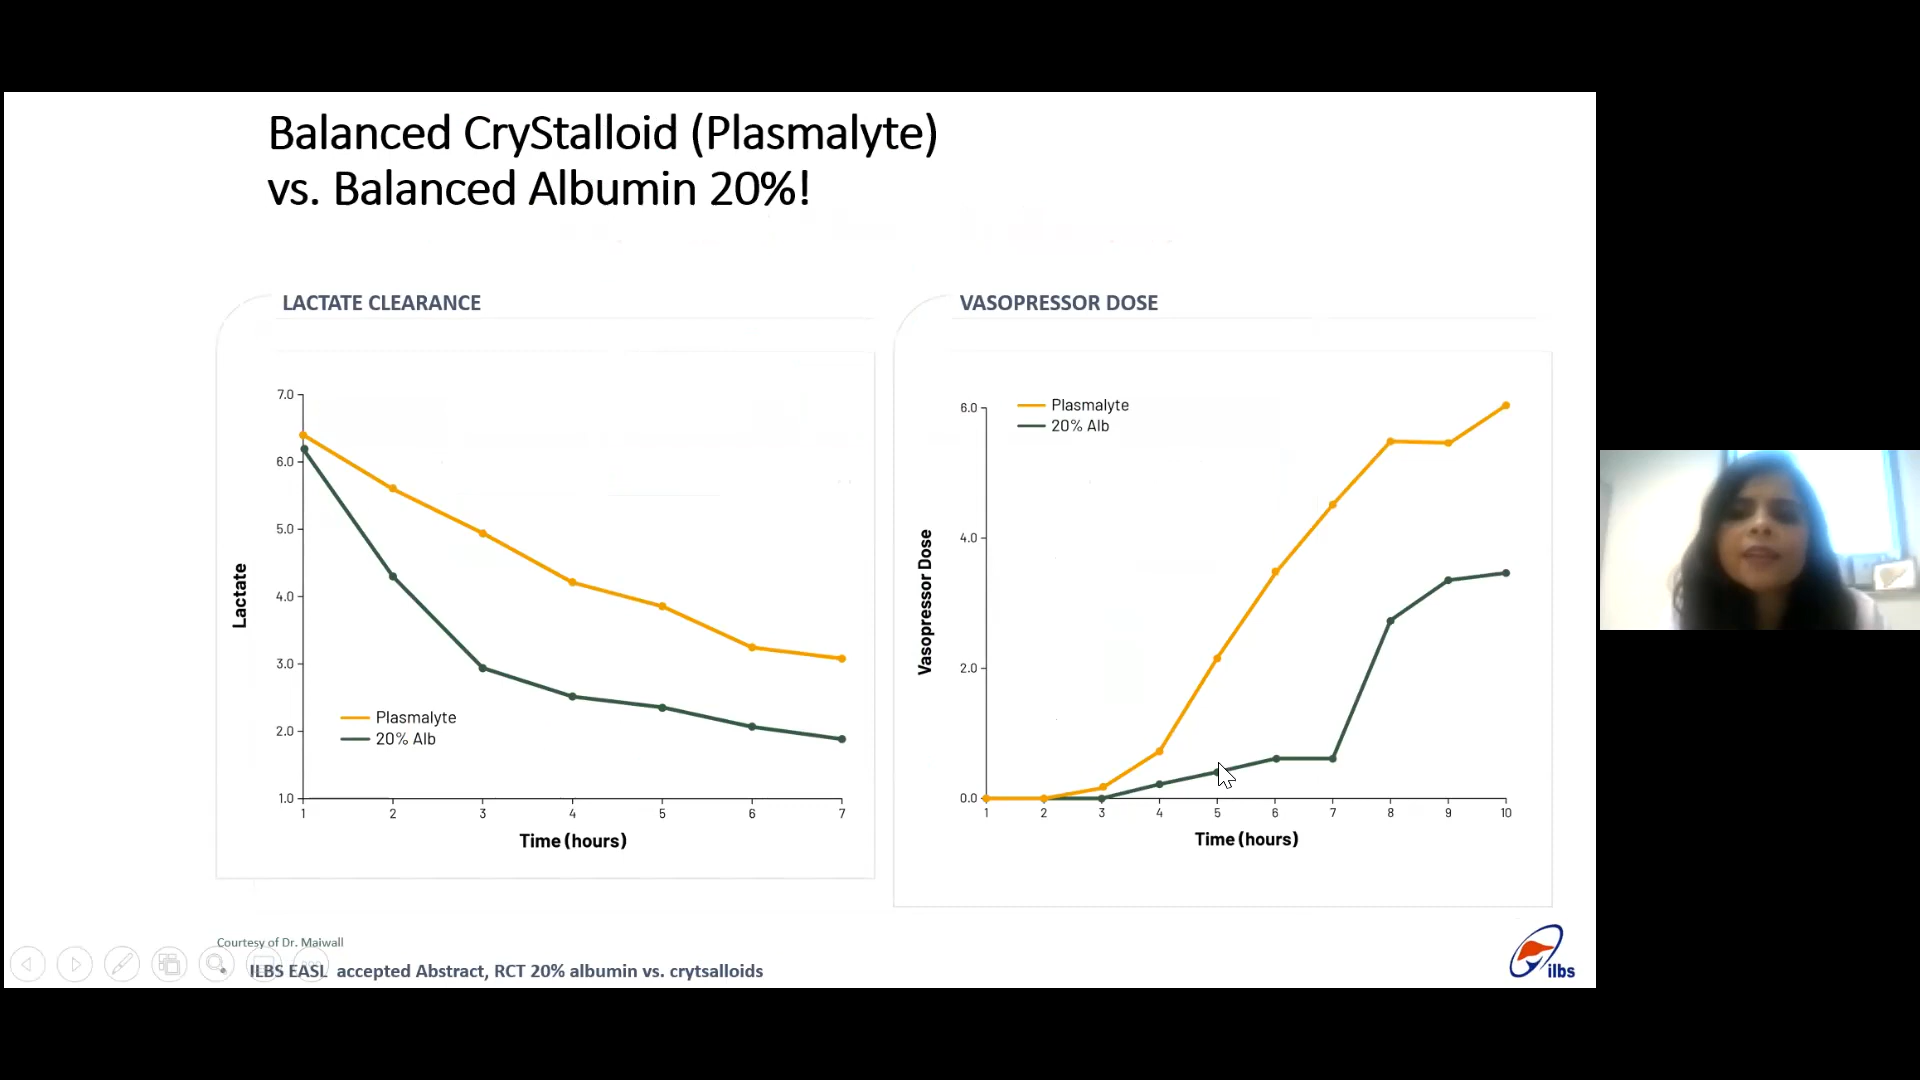 Balanced CryStalloid (Plasmalyte)
vs. Balanced Albumin 20%!
LACTATE CLEARANCE
7.0
6.0
5.0
4.0
3.0
2.0
1.0
Lactate
Plasmalyte
20% Alb
1 2 3 4 5 6 7
Time (hours)
VASOPRESSOR DOSE
6.0
4.0
2.0
0.0
Vasopressor Dose
Plasmalyte
20% Alb
1 2 3 4 5 6 7 8 9 10
Time (hours)
Courtesy of Dr. Maiwall
ILBS EASL accepted Abstract, RCT 20% albumin vs. crytsalloids
ilbs